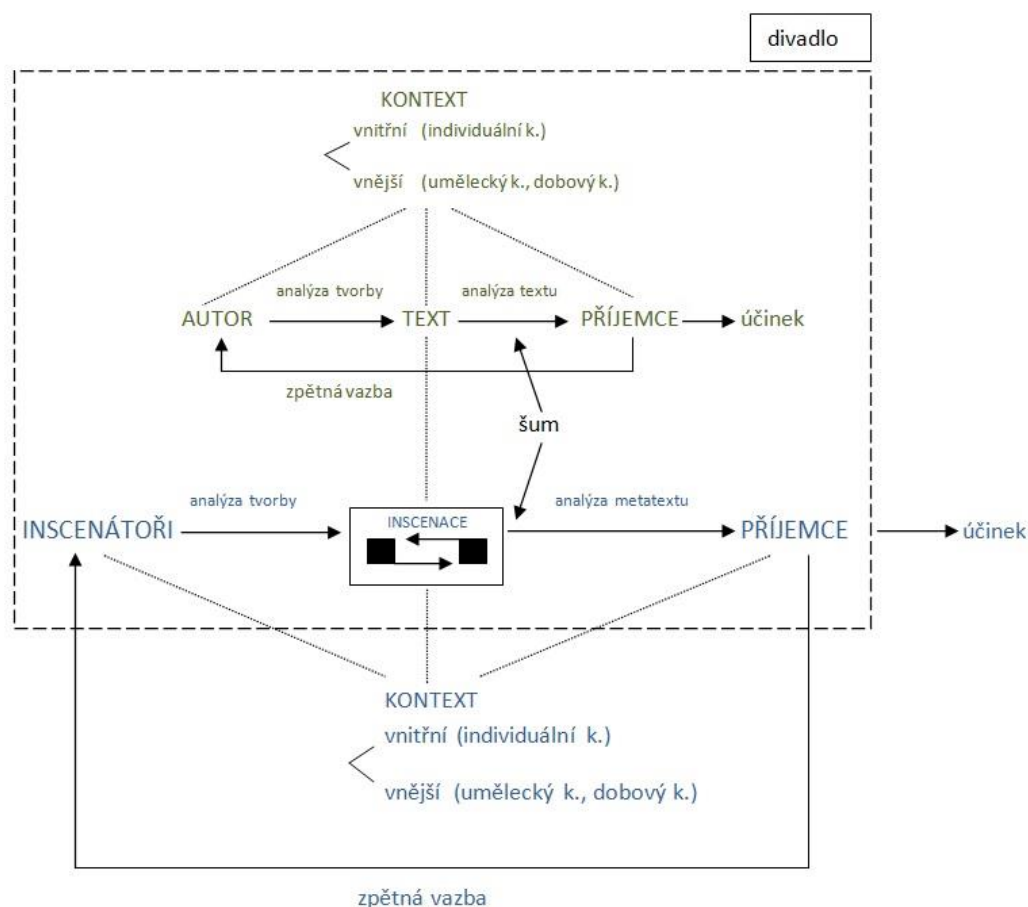 divadlo
KONTEXT
vnitřní (individuální k.)
vnější (umělecký k., dobový k.)
analýza tvorby
analýza textu
AUTOR
TEXT
PŘÍJEMCE
účinek
zpětná vazba
šum
analýza tvorby
analýza metatextu
INSCENÁTOŘI
INSCENACE
PŘÍJEMCE
účinek
KONTEXT
vnitřní (individuální k.)
vnější (umělecký k., dobový k.)
zpětná vazba